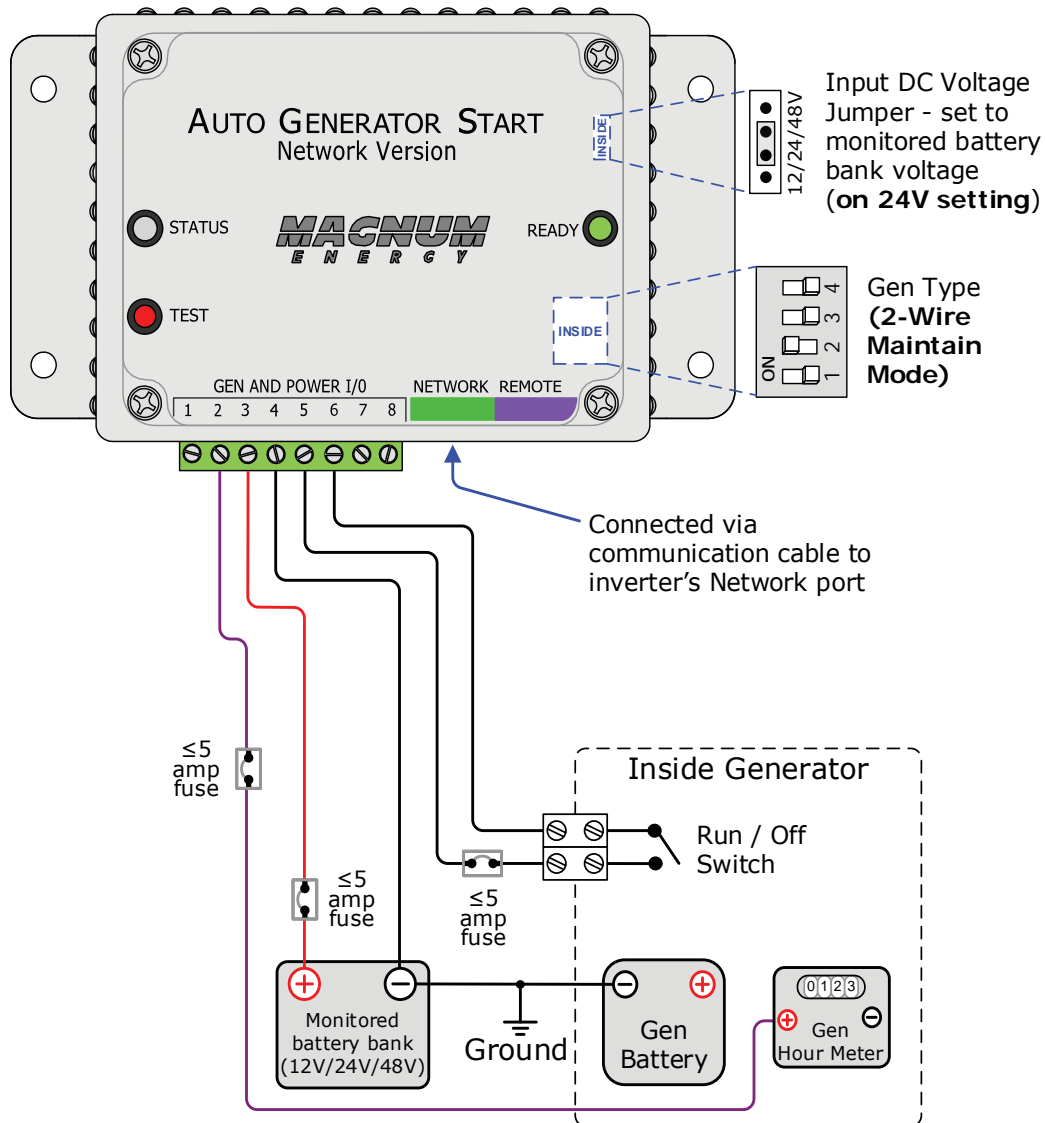 AUTO GENERATOR START
Network Version
INSIDE
STATUS
MAGNUM
ENERGY
READY
TEST
INSIDE
GEN AND POWER I/0
NETWORK
REMOTE
1 2 3 4 5 6 7 8
12/24/48V
Input DC Voltage
Jumper - set to
monitored battery
bank voltage
(on 24V setting)
4
3
2
1
ON
Gen Type
(2-Wire
Maintain
Mode)
Connected via
communication cable to
inverter’s Network port
≤5
amp
fuse
≤5
amp
fuse
≤5
amp
fuse
Inside Generator
Run / Off
Switch
+
−
Monitored
battery bank
(12V/24V/48V)
Ground
−
+
Gen
Battery
0123
+
−
Gen
Hour Meter